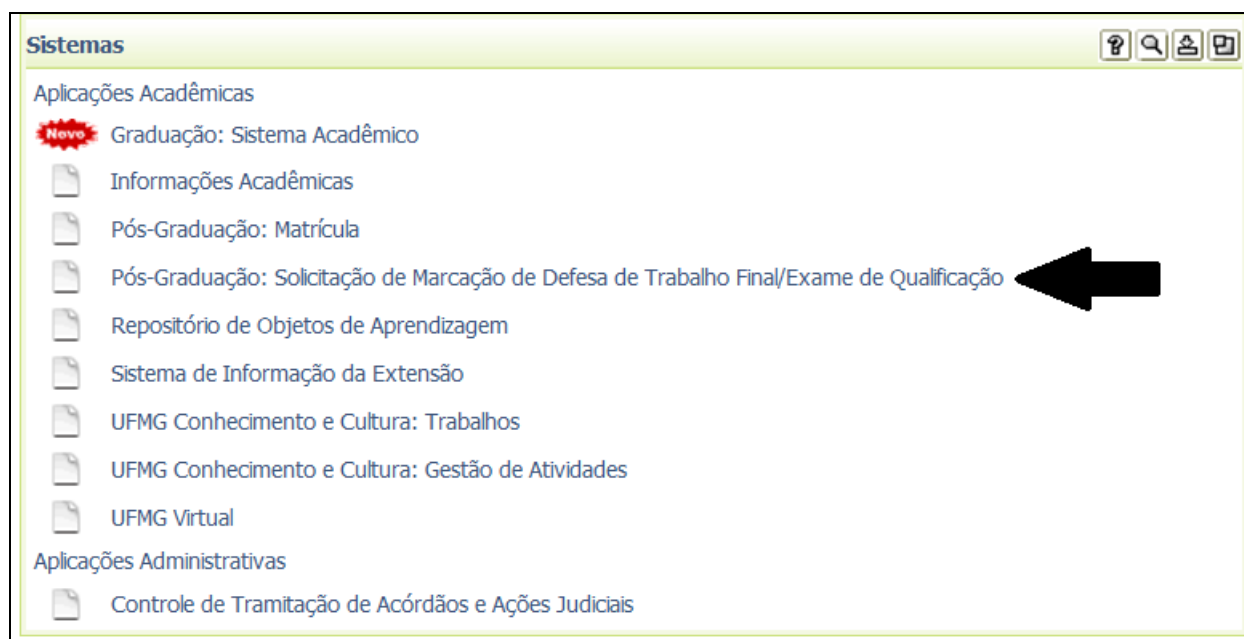 Sistemas
Aplicações Acadêmicas
Novo Graduação: Sistema Acadêmico
Informações Acadêmicas
Pós-Graduação: Matrícula
Pós-Graduação: Solicitação de Marcação de Defesa de Trabalho Final/Exame de Qualificação
Repositório de Objetos de Aprendizagem
Sistema de Informação da Extensão
UFMG Conhecimento e Cultura: Trabalhos
UFMG Conhecimento e Cultura: Gestão de Atividades
UFMG Virtual
Aplicações Administrativas
Controle de Tramitação de Acórdãos e Ações Judiciais